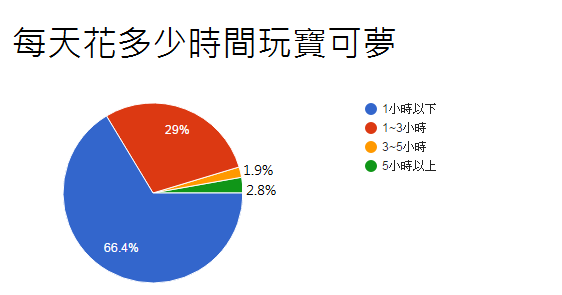 每天花多少時間玩寶可夢
29%
1.9%
2.8%
66.4%
1小時以下
1~3小時
3~5小時
5小時以上